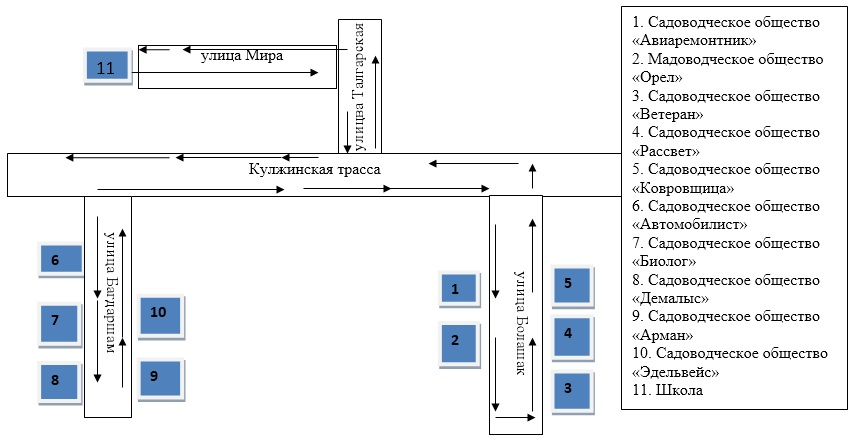 11
улица Мира
улицна Талгарская
Кулжинская трасса
6
7
8
улица Багдаршам
10
9
1
2
улица Болашак
5
4
3
1. Садоводческое общество
«Авиаремонтник»
2. Мадоводческое общество
«Орел»
3. Садоводческое общество
«Ветеран»
4. Садоводческое общество
«Рассвет»
5. Садоводческое общество
«Ковровщица»
6. Садоводческое общество
«Автомобилист»
7. Садоводческое общество
«Биолог»
8. Садоводческое общество
«Демалыс»
9. Садоводческое общество
«Арман»
10. Садоводческое общество
«Эдельвейс»
11. Школа